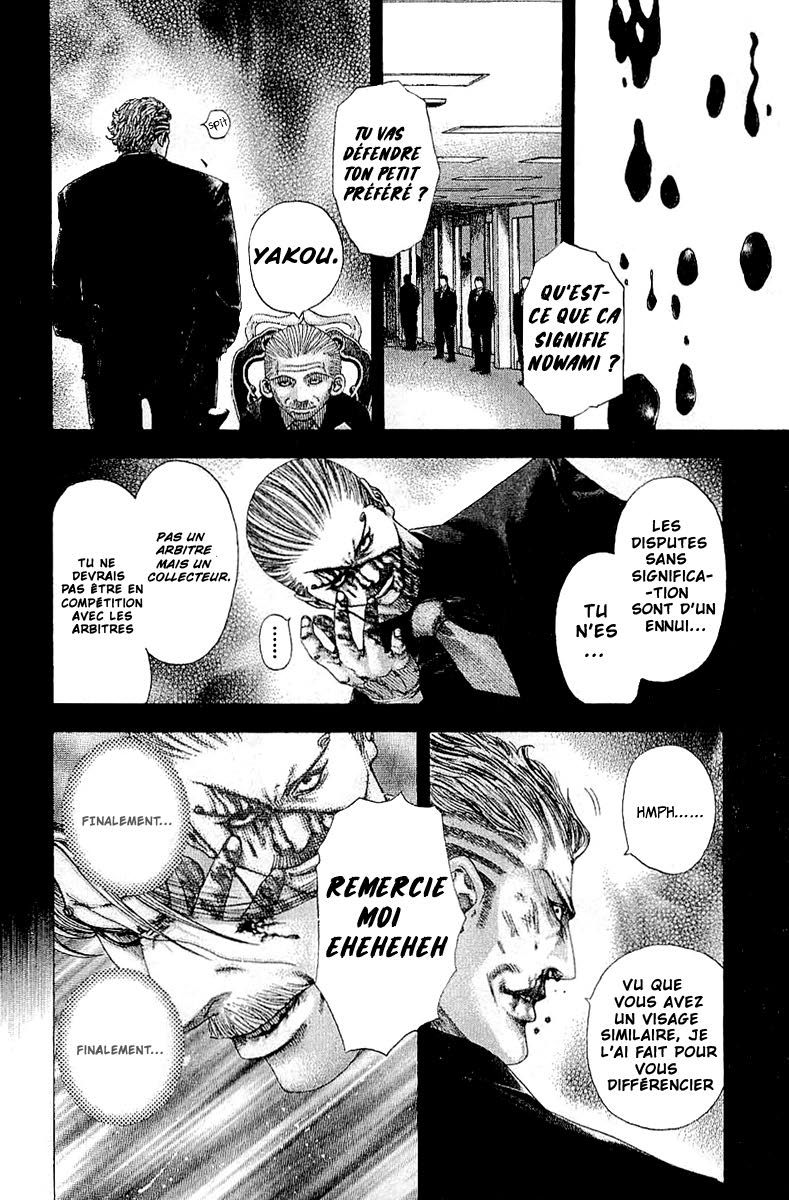 QU'EST-
CE QUE CA
SIGNIFIE
NOWAMI ?
TU VAS
DÉFENDRE
TON PETIT
PRÉFÉRÉ ?
spit
YAKOU.
LES
DISPUTES
SANS
SIGNIFICA-
-TION
SONT D'UN
ENNUI...
TU
N'ES
...
......
PAS UN
ARBITRE
MAIS UN
COLLECTEUR.
TU NE
DEVRAIS
PAS ÊTRE EN
COMPÉTITION
AVEC LES
ARBITRES
HMPH......
VU QUE
VOUS AVEZ
UN VISAGE
SIMILAIRE, JE
L'AI FAIT POUR
VOUS
DIFFÉRENCIER
REMERCIE
MOI
EHEHEHEH
FINALEMENT...
FINALEMENT...